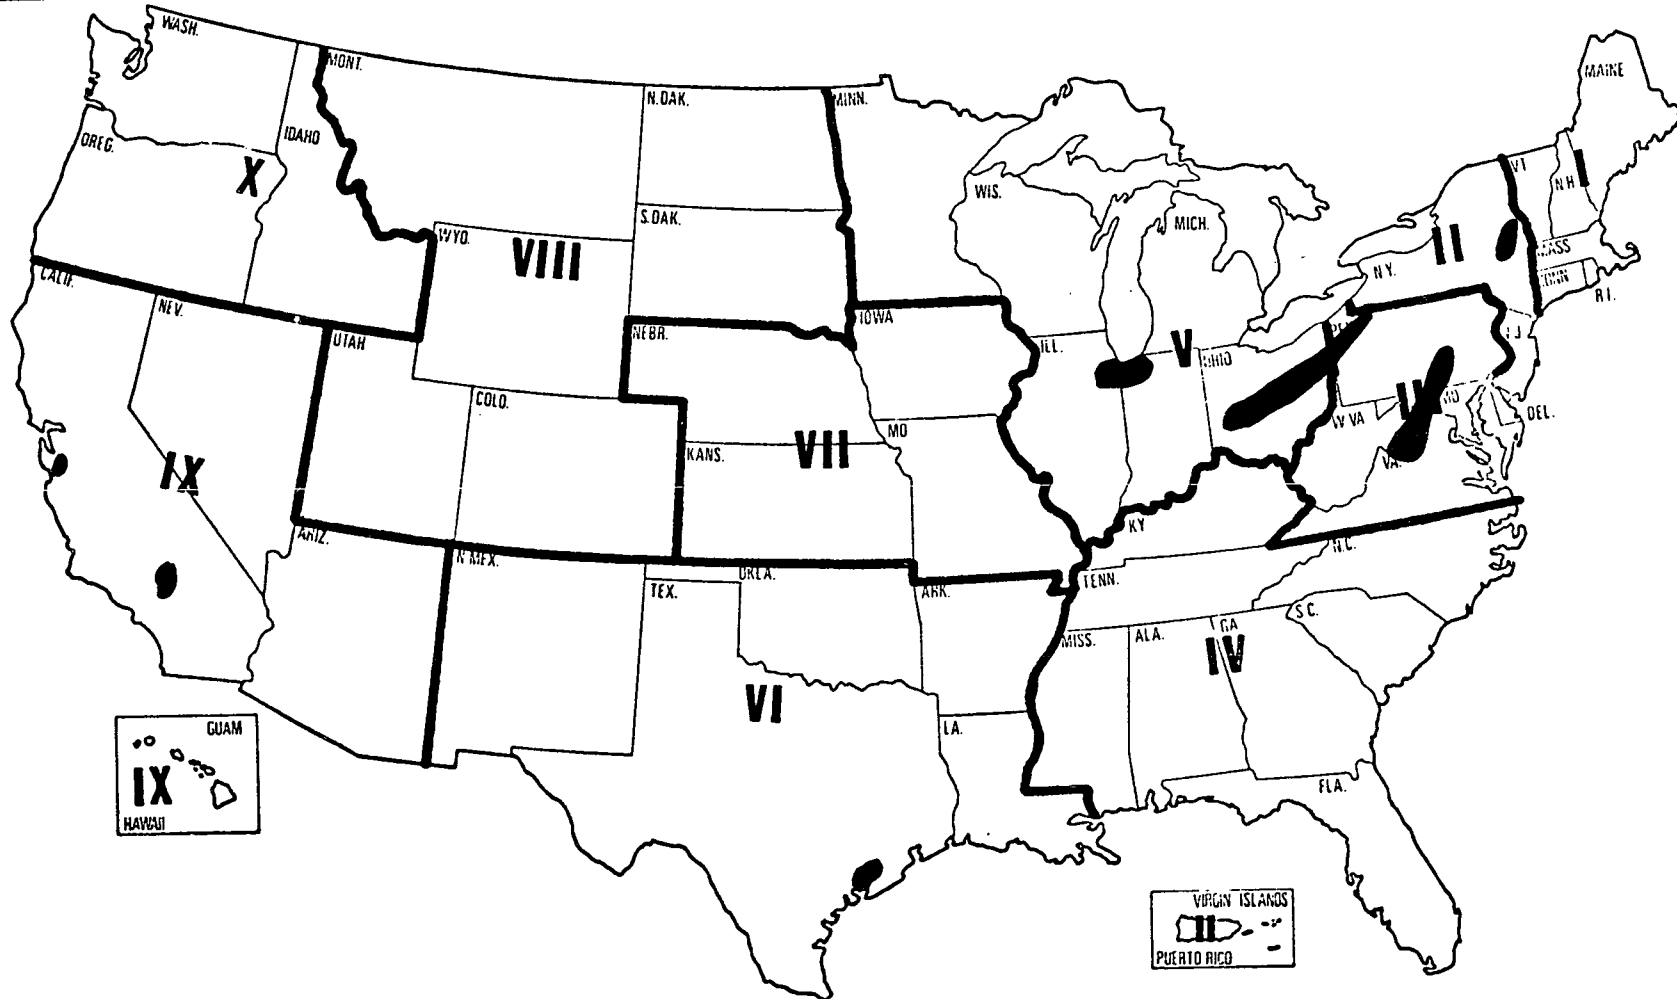 WASH.
MONT.
N.DAK.
MINN.
MAINE
OREG.
IDAHO
X
VT
NH
I
WIS.
S.DAK.
MICH.
WYO.
VIII
II
MASS
CONN
R I.
N Y.
CALIF.
NEV.
UTAH
NEBR.
IOWA
ILL.
V
OHIO
COLO.
MD
DEL.
W VA
MO
KANS.
VII
IX
VA.
KY
ARIZ.
N MEX.
OKLA.
TEX.
ARK.
TENN.
N.C.
S C.
MISS.
ALA.
GA
IV
VI
LA.
FLA.
GUAM
IX
HAWAII
VIRGIN ISLANDS
II
PUERTO RICO